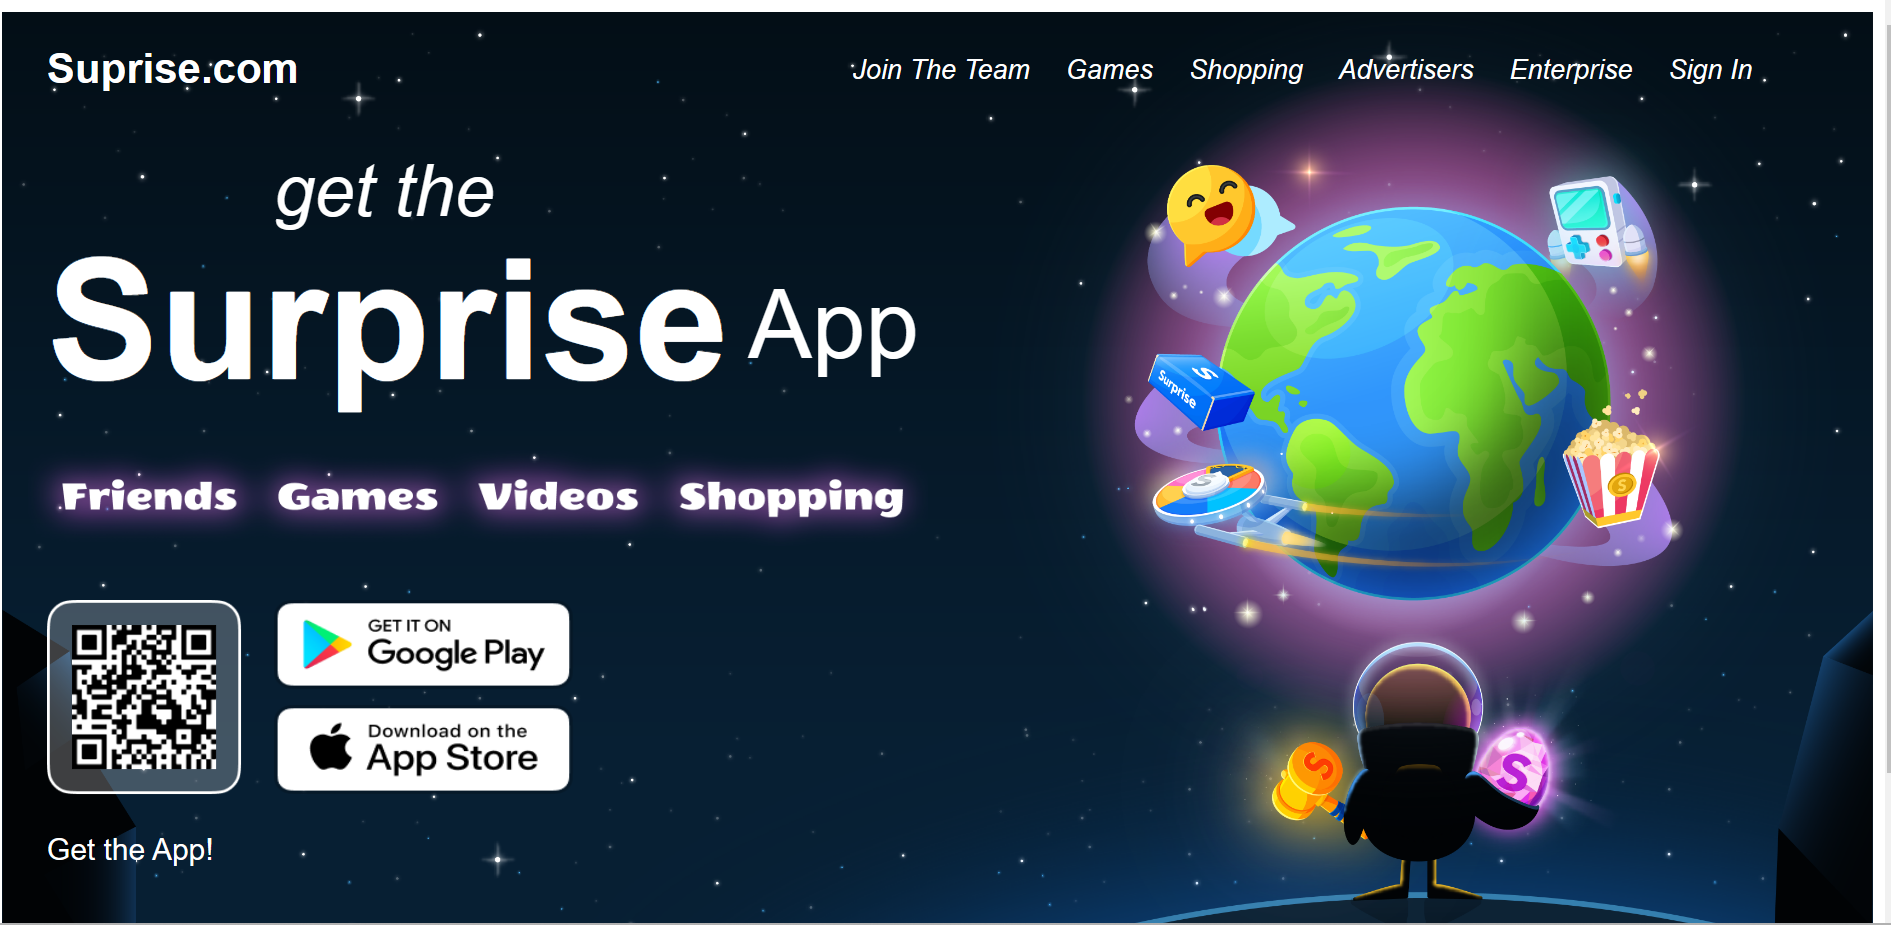 Suprise.com
Join The Team Games Shopping Advertisers Enterprise Sign In
get the
Surprise App
Friends Games Videos Shopping
GET IT ON
Google Play
Download on the
App Store
Get the App!
S
Surprise
S
S
S
S